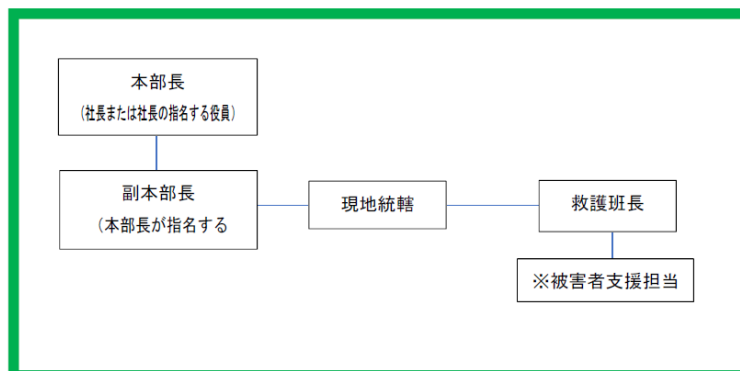 本部長
(社長または社長の指名する役員)
副本部長
(本部長が指名する
現地統轄
救護班長
※被害者支援担当